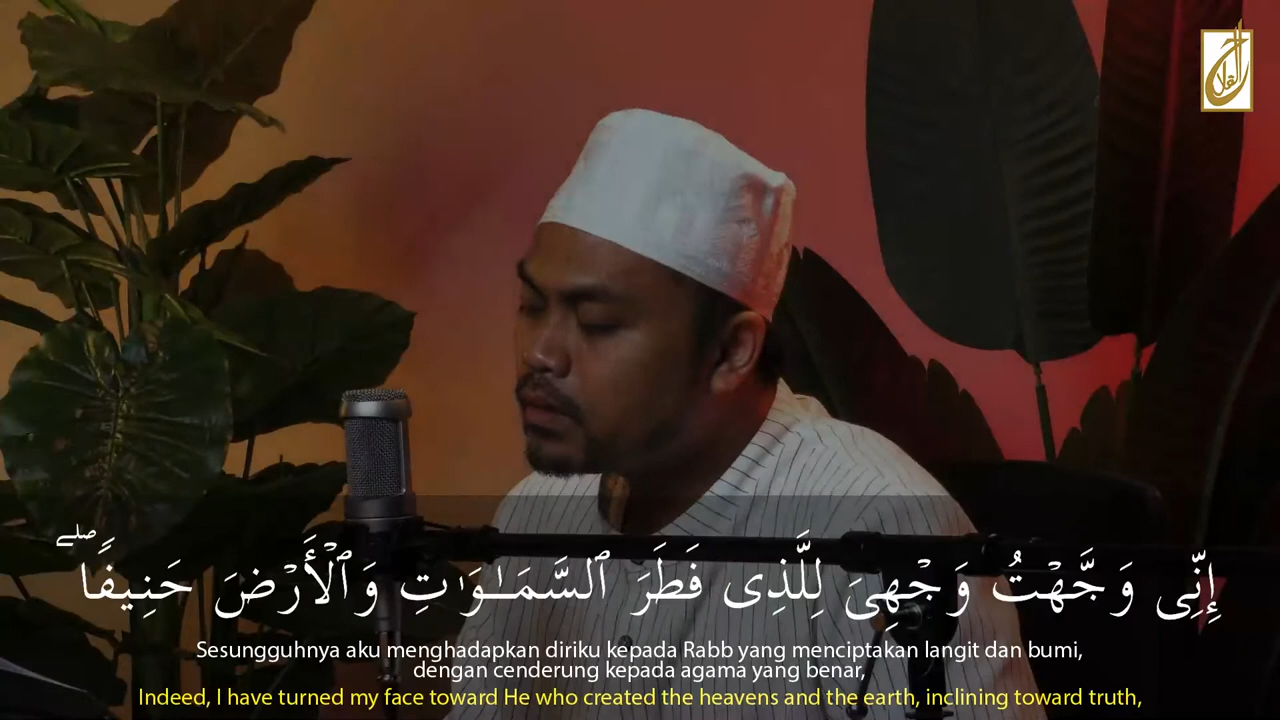 إِنِّى وَجَّهْتُ وَجْهِىَ لِلَّذِى فَطَرَ ٱلسَّمَـٰوَٰتِ وَٱلْأَرْضَ حَنِيفًا ۖ
Sesungguhnya aku menghadapkan diriku kepada Rabb yang menciptakan langit dan bumi,
dengan cenderung kepada agama yang benar,
Indeed, I have turned my face toward He who created the heavens and the earth, inclining toward truth,